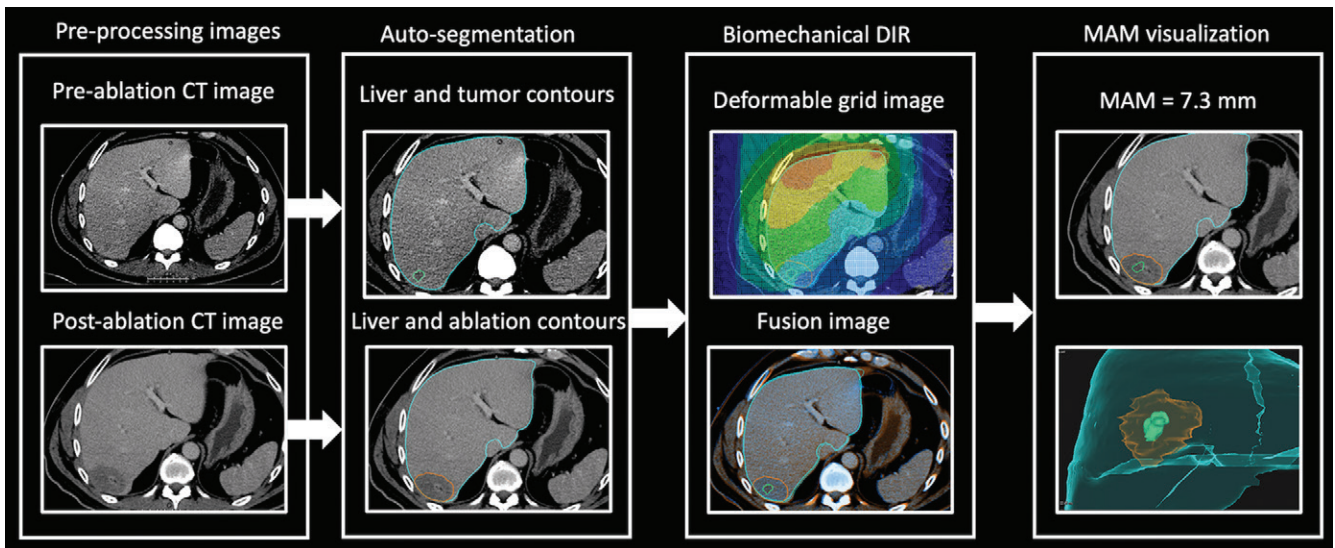 Pre-processing images
Pre-ablation CT image
Post-ablation CT image
Auto-segmentation
Liver and tumor contours
Liver and ablation contours
Biomechanical DIR
Deformable grid image
Fusion image
MAM visualization
MAM = 7.3 mm